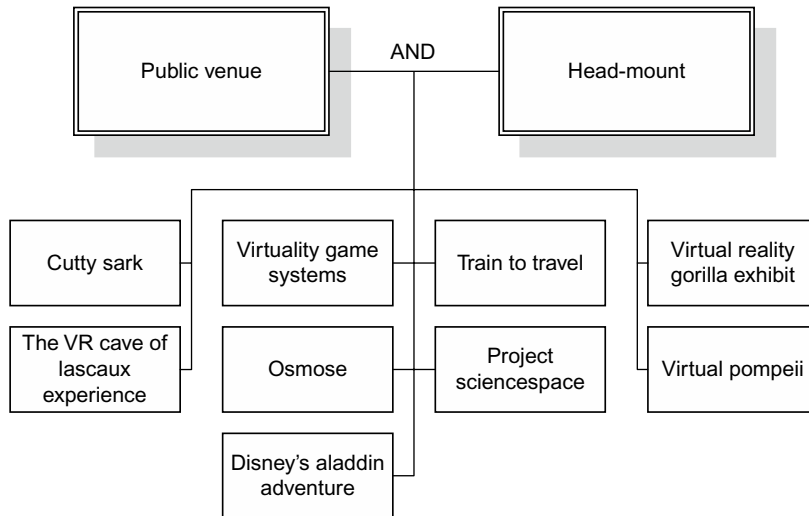 Public venue
AND
Head-mount
Cutty sark
Virtuality game
systems
Train to travel
Virtual reality
gorilla exhibit
The VR cave of
lascaux
experience
Osmose
Project
sciencespace
Virtual pompeii
Disney’s aladdin
adventure